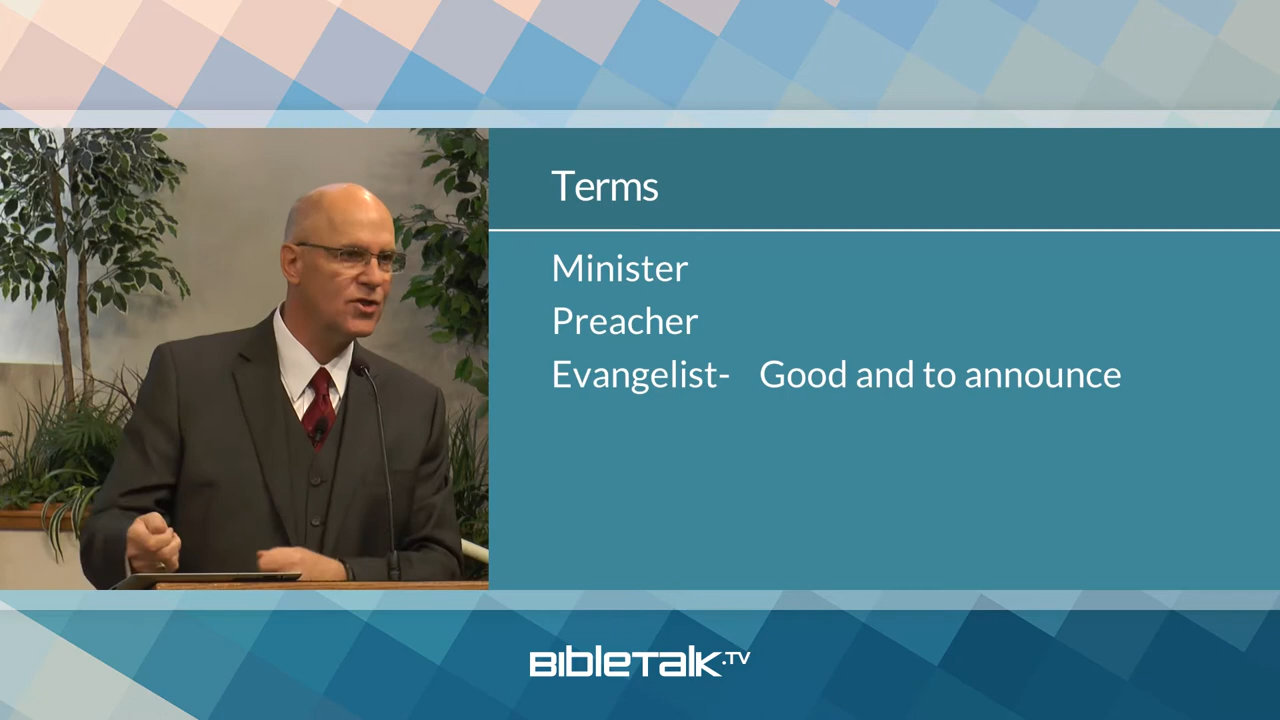 Terms
Minister
Preacher
Evangelist- Good and to announce
BIBLETALK.TV